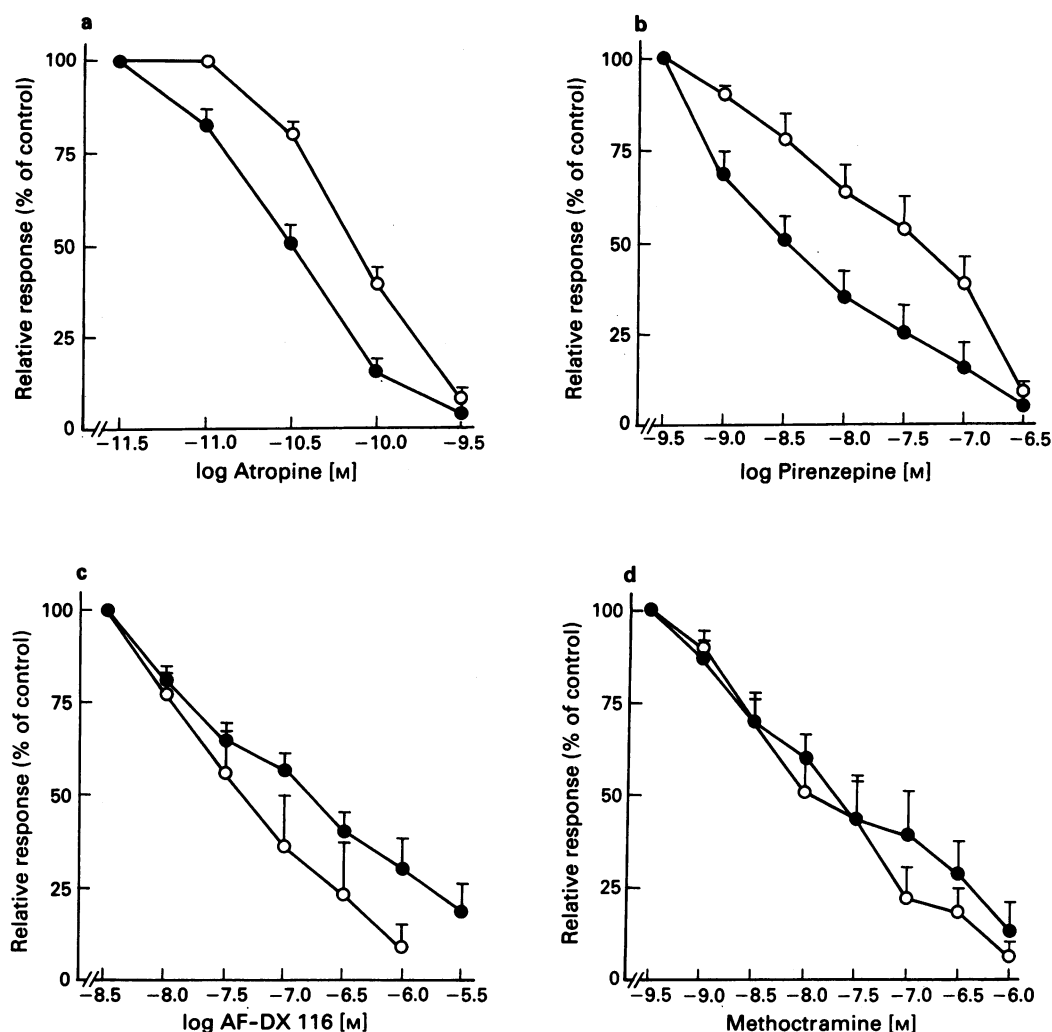 a
Relative response (% of control)
100
75
50
25
0
−11.5 −11.0 −10.5 −10.0 −9.5
log Atropine [M]
b
Relative response (% of control)
100
75
50
25
0
−9.5 −9.0 −8.5 −8.0 −7.5 −7.0 −6.5
log Pirenzepine [M]
c
Relative response (% of control)
100
75
50
25
0
−8.5 −8.0 −7.5 −7.0 −6.5 −6.0 −5.5
log AF-DX 116 [M]
d
Relative response (% of control)
100
75
50
25
0
−9.5 −9.0 −8.5 −8.0 −7.5 −7.0 −6.5 −6.0
Methoctramine [M]